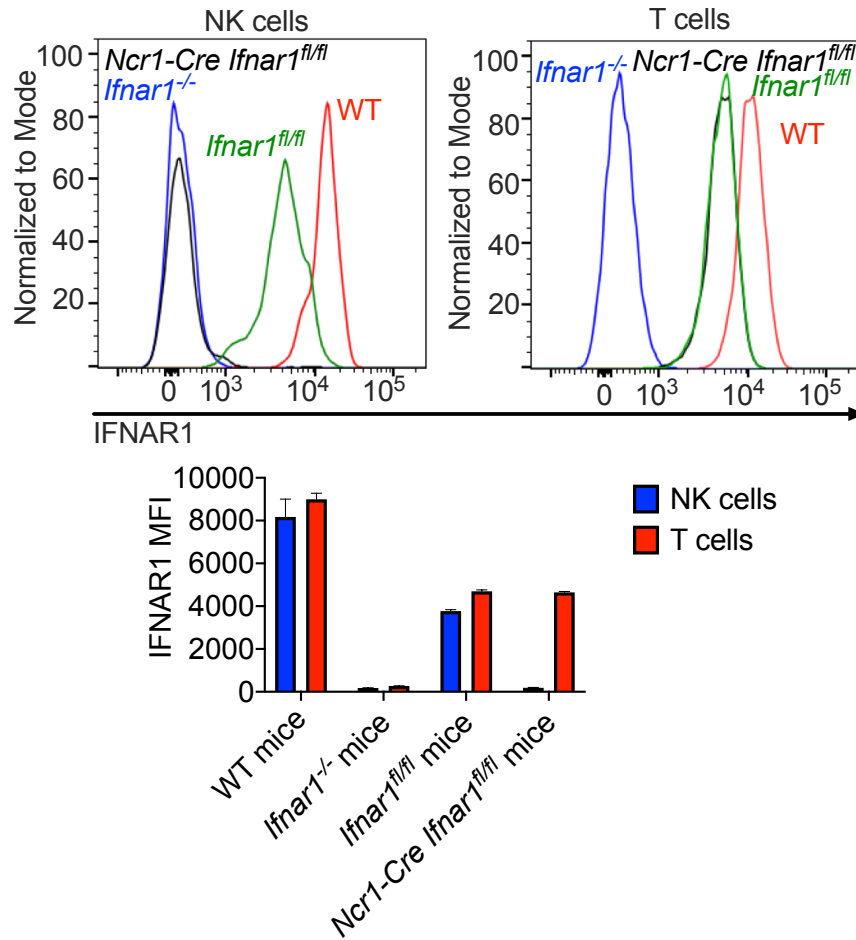 NK cells
Normalized to Mode
100
80
60
40
20
Ncr1-Cre Ifnar1fl/fl
Ifnar1-/-
Ifnar1fl/fl
WT
0 10³ 10⁴ 10⁵
T cells
Normalized to Mode
100
80
60
40
20
Ifnar1-/- Ncr1-Cre Ifnar1fl/fl
Ifnar1fl/fl
WT
0 10³ 10⁴ 10⁵
IFNAR1
IFNAR1 MFI
10000
8000
6000
4000
2000
0
WT mice
Ifnar1-/- mice
Ifnar1fl/fl mice
Ncr1-Cre Ifnar1fl/fl mice
NK cells
T cells